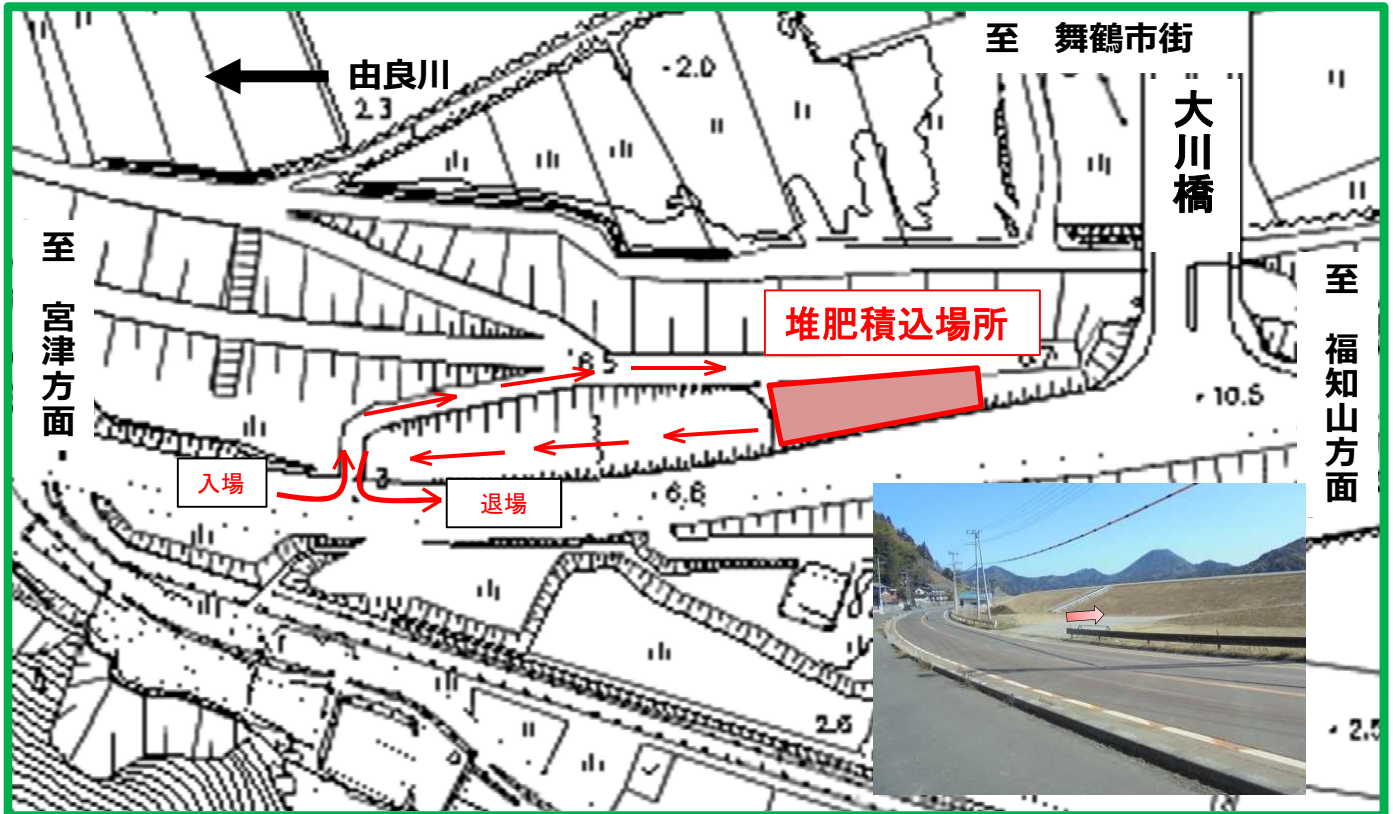 至 舞鶴市街
由良川
2.0
2.3
大川橋
至 宮津方面
至 福知山方面
堆肥積込場所
6.5
10.5
入場
退場
3
6.8
2.6